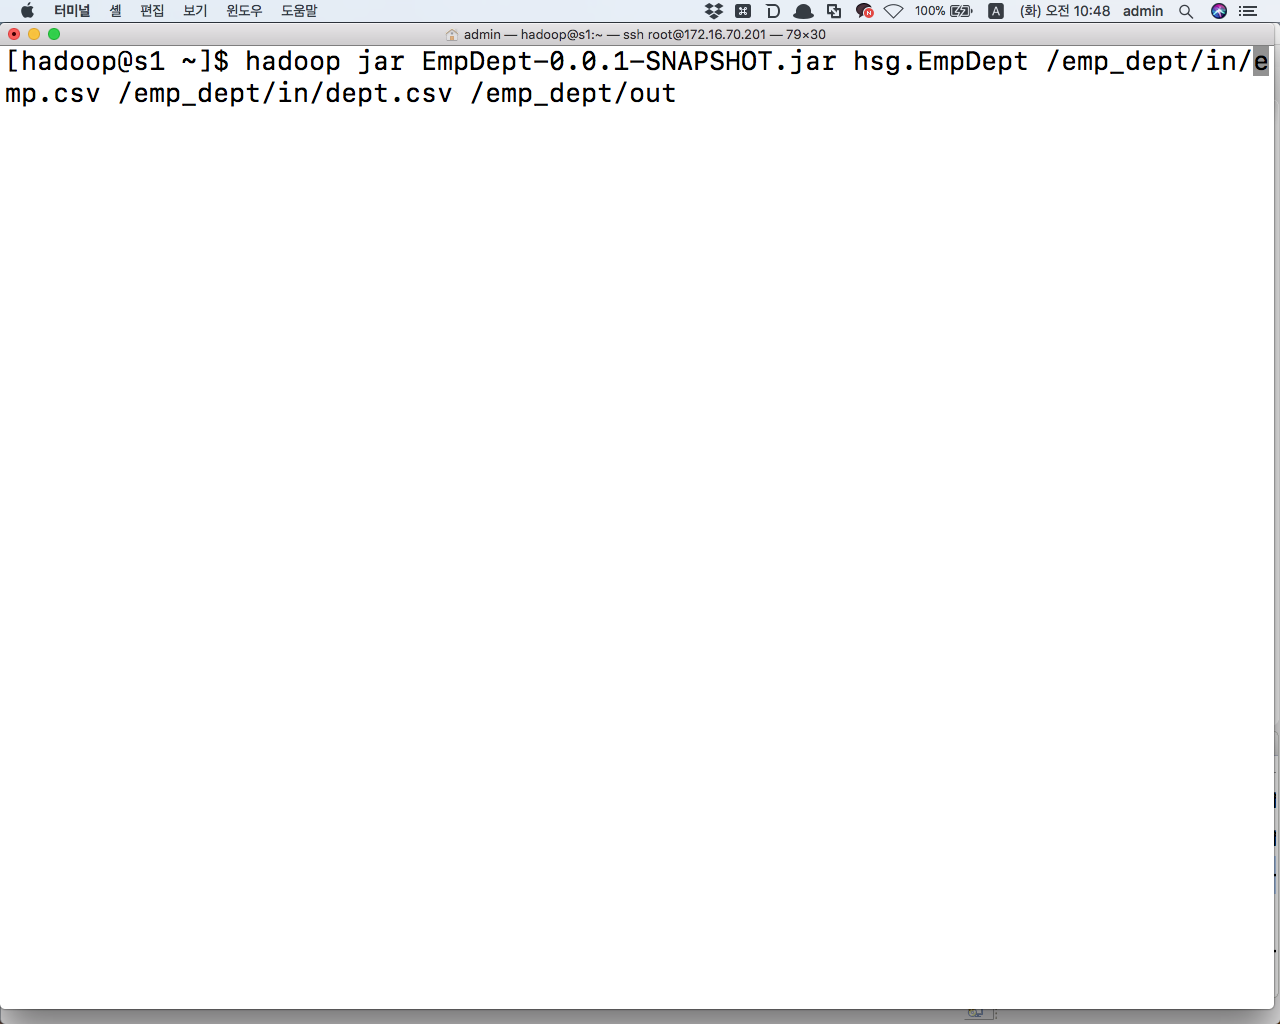 터미널 셸 편집 보기 윈도우 도움말 100% A (화) 오전 10:48 admin
admin — hadoop@s1:~ — ssh root@172.16.70.201 — 79×30
[hadoop@s1 ~]$ hadoop jar EmpDept-0.0.1-SNAPSHOT.jar hsg.EmpDept /emp_dept/in/e
mp.csv /emp_dept/in/dept.csv /emp_dept/out